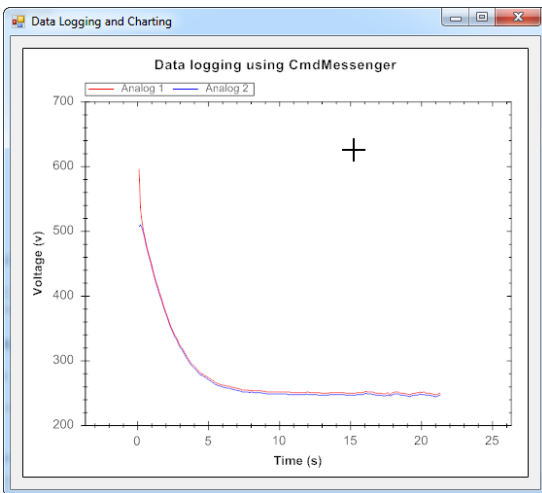 Data Logging and Charting
Data logging using CmdMessenger
Analog 1 Analog 2
700
600
500
400
300
200
Voltage (v)
0 5 10 15 20 25
Time (s)